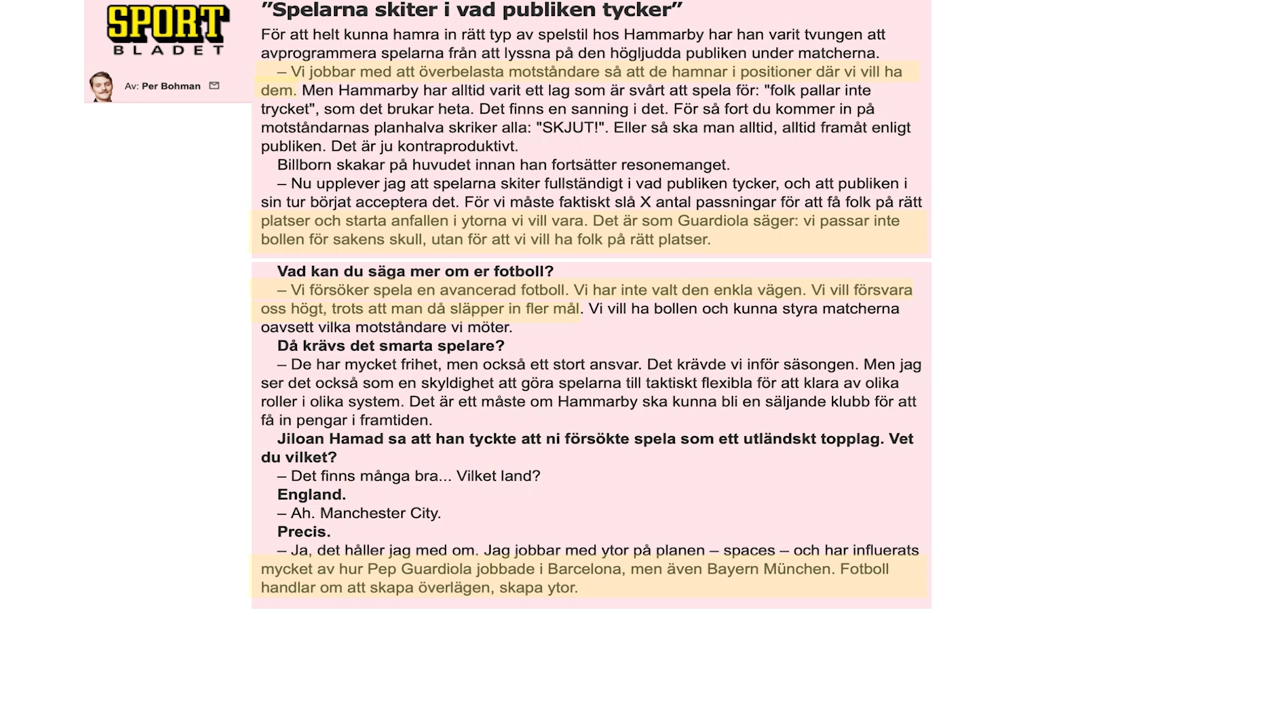 SPORT
BLADET
Av: Per Bohman
”Spelarna skiter i vad publiken tycker”
För att helt kunna hamra in rätt typ av spelstil hos Hammarby har han varit tvungen att
avprogrammera spelarna från att lyssna på den högljudda publiken under matcherna.
– Vi jobbar med att överbelasta motståndare så att de hamnar i positioner där vi vill ha
dem. Men Hammarby har alltid varit ett lag som är svårt att spela för: "folk pallar inte
trycket", som det brukar heta. Det finns en sanning i det. För så fort du kommer in på
motståndarnas planhalva skriker alla: "SKJUT!". Eller så ska man alltid, alltid framåt enligt
publiken. Det är ju kontraproduktivt.
Billborn skakar på huvudet innan han fortsätter resonemanget.
– Nu upplever jag att spelarna skiter fullständigt i vad publiken tycker, och att publiken i
sin tur börjat acceptera det. För vi måste faktiskt slå X antal passningar för att få folk på rätt
platser och starta anfallen i ytorna vi vill vara. Det är som Guardiola säger: vi passar inte
bollen för sakens skull, utan för att vi vill ha folk på rätt platser.
Vad kan du säga mer om er fotboll?
– Vi försöker spela en avancerad fotboll. Vi har inte valt den enkla vägen. Vi vill försvara
oss högt, trots att man då släpper in fler mål. Vi vill ha bollen och kunna styra matcherna
oavsett vilka motståndare vi möter.
Då krävs det smarta spelare?
– De har mycket frihet, men också ett stort ansvar. Det krävde vi inför säsongen. Men jag
ser det också som en skyldighet att göra spelarna till taktiskt flexibla för att klara av olika
roller i olika system. Det är ett måste om Hammarby ska kunna bli en säljande klubb för att
få in pengar i framtiden.
Jiloan Hamad sa att han tyckte att ni försökte spela som ett utländskt topplag. Vet
du vilket?
– Det finns många bra... Vilket land?
England.
– Ah. Manchester City.
Precis.
– Ja, det håller jag med om. Jag jobbar med ytor på planen – spaces – och har influerats
mycket av hur Pep Guardiola jobbade i Barcelona, men även Bayern München. Fotboll
handlar om att skapa överlägen, skapa ytor.